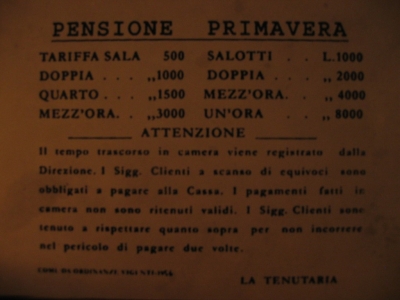 PENSIONE PRIMAVERA
TARIFFA SALA 500 SALOTTI . . L.1000
DOPPIA . . . ,,1000 DOPPIA . . . ,, 2000
QUARTO . . ,,1500 MEZZ'ORA. . ,, 4000
MEZZ'ORA. . ,,3000 UN'ORA . . ,, 8000
ATTENZIONE
Il tempo trascorso in camera viene registrato dalla
Direzione. I Sigg. Clienti a scanso di equivoci sono
obbligati a pagare alla Cassa. I pagamenti fatti in
camera non sono ritenuti validi. I Sigg. Clienti sono
tenuto a rispettare quanto sopra per non incorrere
nel pericolo di pagare due volte.
LA TENUTARIA